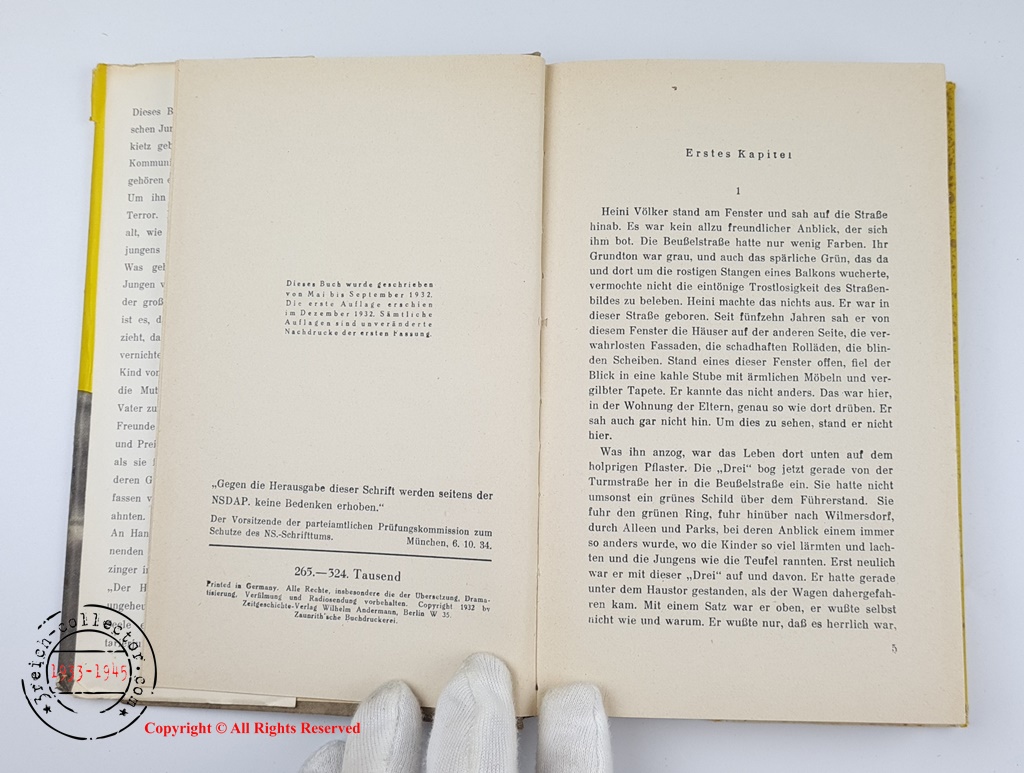 Dieses B
schen Jun
kietz geh
Kommuni
gehören
Um ihn
Terror.
alt, wie
jungens
Was geh
Jungen v
der groß
ist es, d
zieht, da
vernichte
Kind von
die Mut
Vater zu
Freunde
und Prei
als sie
deren G
fassen v
ahnten.
An Han
nenden
zinger i
„Der H
ungeheu
Dieses Buch wurde geschrieben
von Mai bis September 1932.
Die erste Auflage erschien
im Dezember 1932. Sämtliche
Auflagen sind unveränderte
Nachdrucke der ersten Fassung.
„Gegen die Herausgabe dieser Schrift werden seitens der
NSDAP. keine Bedenken erhoben.“
Der Vorsitzende der parteiamtlichen Prüfungskommission zum
Schutze des NS.-Schrifttums. München, 6. 10. 34.
265.—324. Tausend
Printed in Germany. Alle Rechte, insbesondere die der Übersetzung, Drama-
tisierung, Verfilmung und Radiosendung vorbehalten. Copyright 1932 by
Zeitgeschichte-Verlag Wilhelm Andermann, Berlin W 35.
Zaunrith'sche Buchdruckerei.
Erstes Kapitel
1
Heini Völker stand am Fenster und sah auf die Straße
hinab. Es war kein allzu freundlicher Anblick, der sich
ihm bot. Die Beußelstraße hatte nur wenig Farben. Ihr
Grundton war grau, und auch das spärliche Grün, das da
und dort um die rostigen Stangen eines Balkons wucherte,
vermochte nicht die eintönige Trostlosigkeit des Straßen-
bildes zu beleben. Heini machte das nichts aus. Er war in
dieser Straße geboren. Seit fünfzehn Jahren sah er von
diesem Fenster die Häuser auf der anderen Seite, die ver-
wahrlosten Fassaden, die schadhaften Rolläden, die blin-
den Scheiben. Stand eines dieser Fenster offen, fiel der
Blick in eine kahle Stube mit ärmlichen Möbeln und ver-
gilbter Tapete. Er kannte das nicht anders. Das war hier,
in der Wohnung der Eltern, genau so wie dort drüben. Er
sah auch gar nicht hin. Um dies zu sehen, stand er nicht
hier.
Was ihn anzog, war das Leben dort unten auf dem
holprigen Pflaster. Die „Drei“ bog jetzt gerade von der
Turmstraße her in die Beußelstraße ein. Sie hatte nicht
umsonst ein grünes Schild über dem Führerstand. Sie
fuhr den grünen Ring, fuhr hinüber nach Wilmersdorf,
durch Alleen und Parks, bei deren Anblick einem immer
so anders wurde, wo die Kinder so viel lärmten und lach-
ten und die Jungens wie die Teufel rannten. Erst neulich
war er mit dieser „Drei“ auf und davon. Er hatte gerade
unter dem Haustor gestanden, als der Wagen dahergefah-
ren kam. Mit einem Satz war er oben, er wußte selbst
nicht wie und warum. Er wußte nur, daß es herrlich war,
5
3reich-collector.com
1933-1945
Copyright © All Rights Reserved